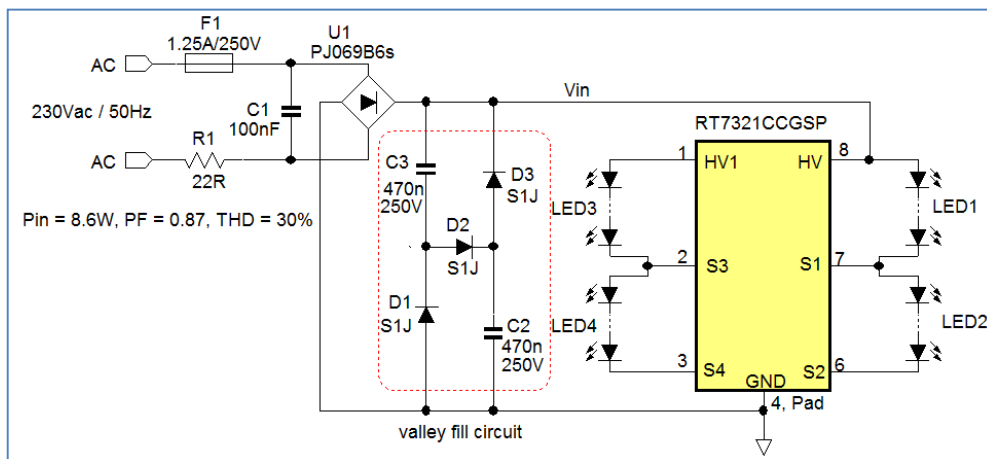 F1
1.25A/250V
U1
PJ069B6s
AC
230Vac / 50Hz
C1
100nF
Vin
RT7321CCGSP
AC
R1
22R
C3
470n
250V
D3
S1J
1
HV1
HV
8
LED3
LED1
Pin = 8.6W, PF = 0.87, THD = 30%
D2
S1J
2
S3
S1
7
D1
S1J
C2
470n
250V
LED4
LED2
3
S4
S2
6
GND
4, Pad
valley fill circuit